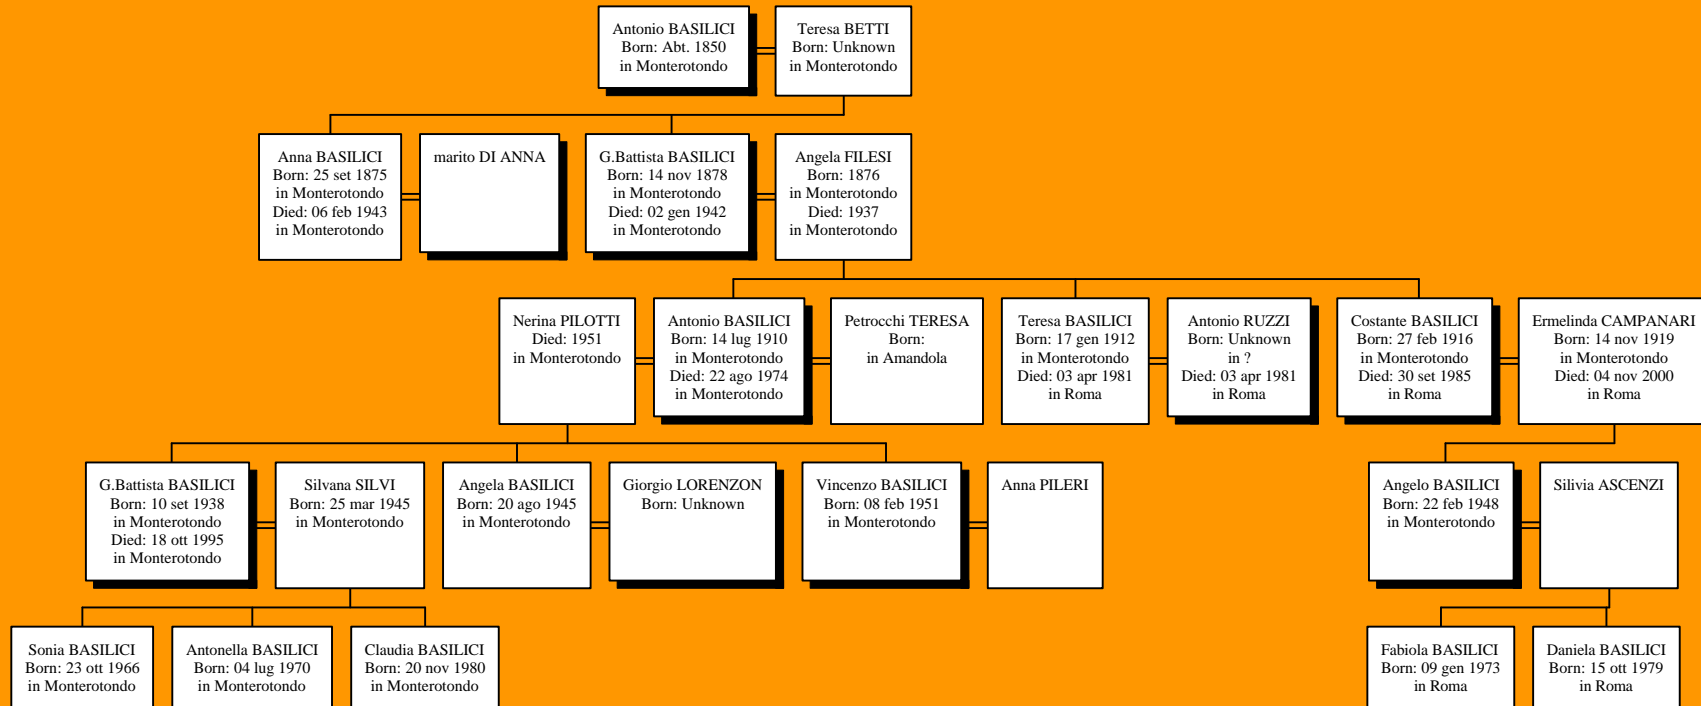 Antonio BASILICI
Born: Abt. 1850
in Monterotondo
Teresa BETTI
Born: Unknown
in Monterotondo
Anna BASILICI
Born: 25 set 1875
in Monterotondo
Died: 06 feb 1943
in Monterotondo
marito DI ANNA
G.Battista BASILICI
Born: 14 nov 1878
in Monterotondo
Died: 02 gen 1942
in Monterotondo
Angela FILESI
Born: 1876
in Monterotondo
Died: 1937
in Monterotondo
Nerina PILOTTI
Died: 1951
in Monterotondo
Antonio BASILICI
Born: 14 lug 1910
in Monterotondo
Died: 22 ago 1974
in Monterotondo
Petrocchi TERESA
Born:
in Amandola
Teresa BASILICI
Born: 17 gen 1912
in Monterotondo
Died: 03 apr 1981
in Roma
Antonio RUZZI
Born: Unknown
in ?
Died: 03 apr 1981
in Roma
Costante BASILICI
Born: 27 feb 1916
in Monterotondo
Died: 30 set 1985
in Roma
Ermelinda CAMPANARI
Born: 14 nov 1919
in Monterotondo
Died: 04 nov 2000
in Roma
G.Battista BASILICI
Born: 10 set 1938
in Monterotondo
Died: 18 ott 1995
in Monterotondo
Silvana SILVI
Born: 25 mar 1945
in Monterotondo
Angela BASILICI
Born: 20 ago 1945
in Monterotondo
Giorgio LORENZON
Born: Unknown
Vincenzo BASILICI
Born: 08 feb 1951
in Monterotondo
Anna PILERI
Angelo BASILICI
Born: 22 feb 1948
in Monterotondo
Silivia ASCENZI
Sonia BASILICI
Born: 23 ott 1966
in Monterotondo
Antonella BASILICI
Born: 04 lug 1970
in Monterotondo
Claudia BASILICI
Born: 20 nov 1980
in Monterotondo
Fabiola BASILICI
Born: 09 gen 1973
in Roma
Daniela BASILICI
Born: 15 ott 1979
in Roma